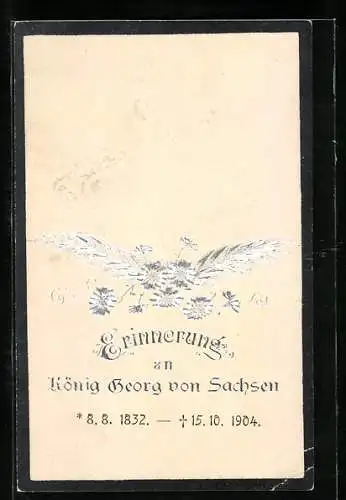 Erinnerung
an
König Georg von Sachsen
* 8. 8. 1832. — † 15. 10. 1904.